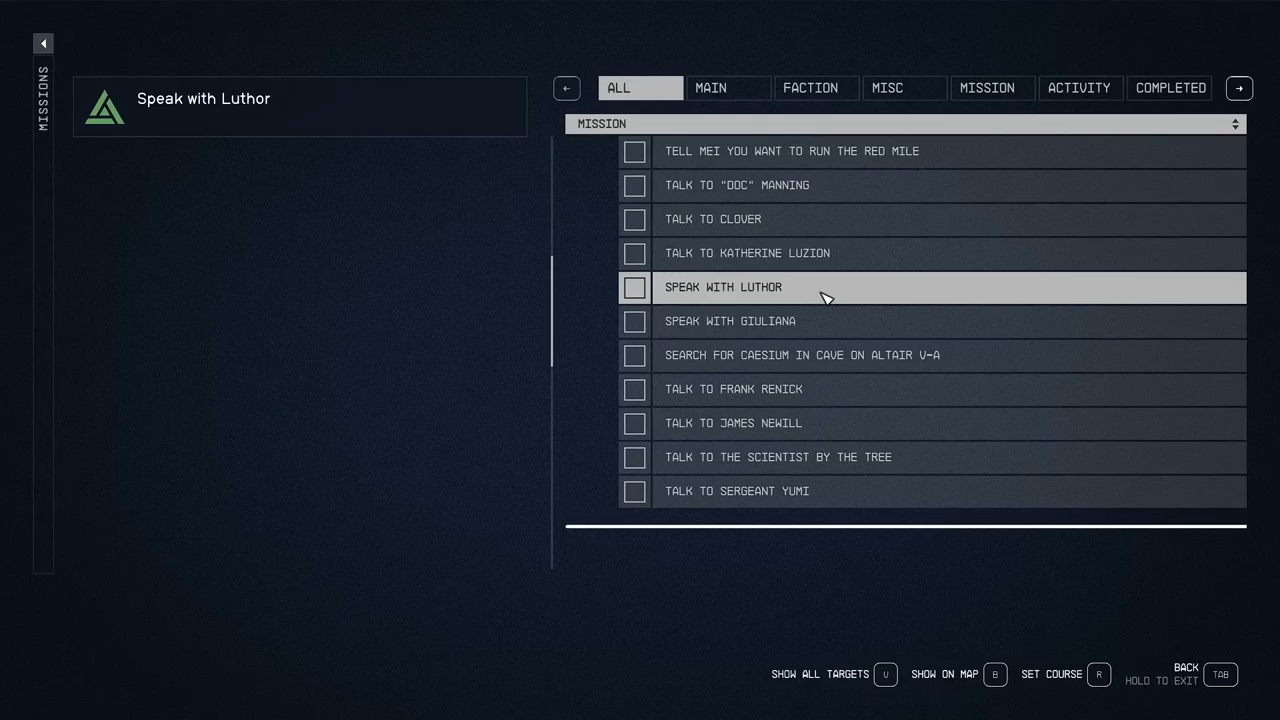 MISSIONS
Speak with Luthor
ALL MAIN FACTION MISC MISSION ACTIVITY COMPLETED
MISSION
TELL MEI YOU WANT TO RUN THE RED MILE
TALK TO "DOC" MANNING
TALK TO CLOVER
TALK TO KATHERINE LUZION
SPEAK WITH LUTHOR
SPEAK WITH GIULIANA
SEARCH FOR CAESIUM IN CAVE ON ALTAIR V-A
TALK TO FRANK RENICK
TALK TO JAMES NEWILL
TALK TO THE SCIENTIST BY THE TREE
TALK TO SERGEANT YUMI
SHOW ALL TARGETS V SHOW ON MAP B SET COURSE R BACK TAB
HOLD TO EXIT